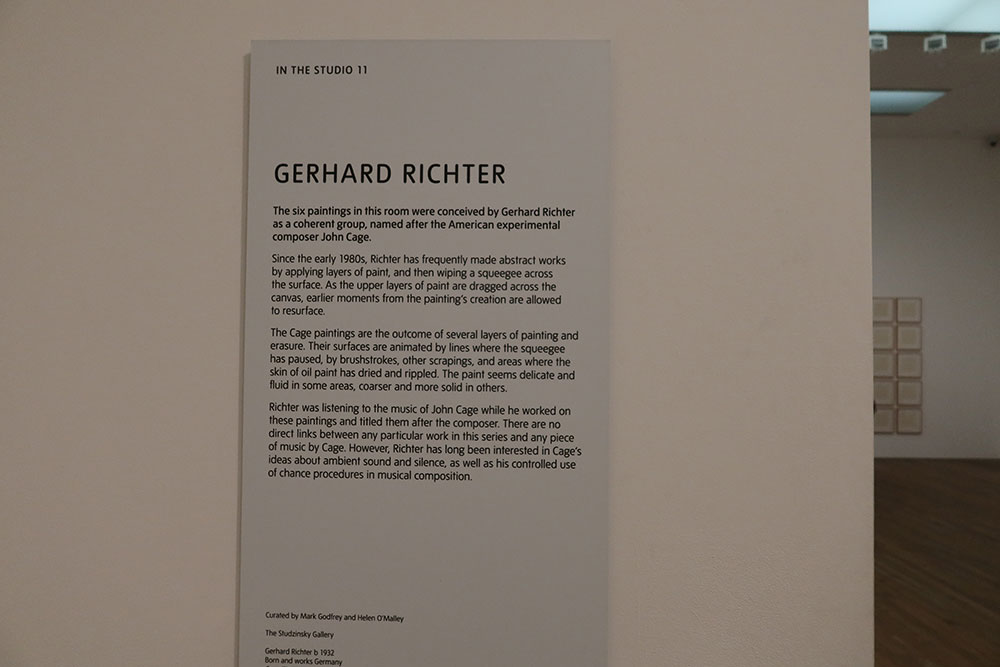 IN THE STUDIO 11
GERHARD RICHTER
The six paintings in this room were conceived by Gerhard Richter
as a coherent group, named after the American experimental
composer John Cage.
Since the early 1980s, Richter has frequently made abstract works
by applying layers of paint, and then wiping a squeegee across
the surface. As the upper layers of paint are dragged across the
canvas, earlier moments from the painting's creation are allowed
to resurface.
The Cage paintings are the outcome of several layers of painting and
erasure. Their surfaces are animated by lines where the squeegee
has paused, by brushstrokes, other scrapings, and areas where the
skin of oil paint has dried and rippled. The paint seems delicate and
fluid in some areas, coarser and more solid in others.
Richter was listening to the music of John Cage while he worked on
these paintings and titled them after the composer. There are no
direct links between any particular work in this series and any piece
of music by Cage. However, Richter has long been interested in Cage's
ideas about ambient sound and silence, as well as his controlled use
of chance procedures in musical composition.
Curated by Mark Godfrey and Helen O'Malley
The Studzinsky Gallery
Gerhard Richter b 1932
Born and works Germany